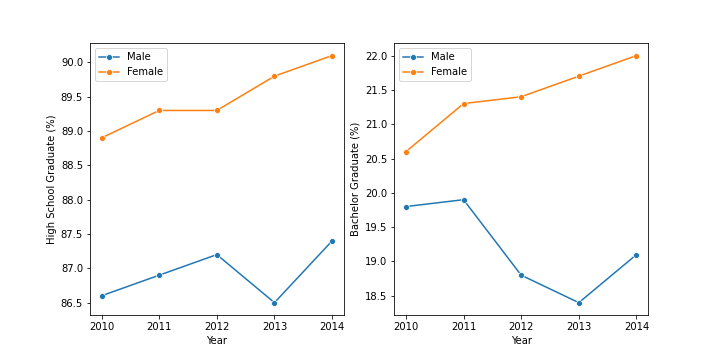 High School Graduate (%)
90.0
89.5
89.0
88.5
88.0
87.5
87.0
86.5
Male
Female
2010 2011 2012 2013 2014
Year
Bachelor Graduate (%)
22.0
21.5
21.0
20.5
20.0
19.5
19.0
18.5
Male
Female
2010 2011 2012 2013 2014
Year